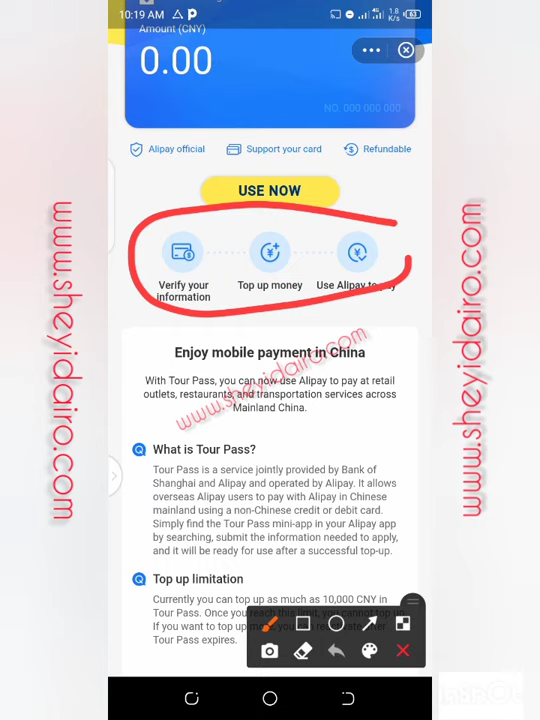 10:19 AM
4G
1.8
K/s
63
Amount (CNY)
0.00
NO. 000 000 000
Alipay official
Support your card
Refundable
USE NOW
Verify your
information
Top up money
Use Alipay to pay
Enjoy mobile payment in China
With Tour Pass, you can now use Alipay to pay at retail
outlets, restaurants, and transportation services across
Mainland China.
What is Tour Pass?
Tour Pass is a service jointly provided by Bank of
Shanghai and Alipay and operated by Alipay. It allows
overseas Alipay users to pay with Alipay in Chinese
mainland using a non-Chinese credit or debit card.
Simply find the Tour Pass mini-app in your Alipay app
by searching, submit the information needed to apply,
and it will be ready for use after a successful top-up.
Top up limitation
Currently you can top up as much as 10,000 CNY in
Tour Pass. Once you reach this limit, you cannot top up.
If you want to top up
Tour Pass expires.
www.sheyidairo.com
www.sheyidairo.com
www.sheyidairo.com